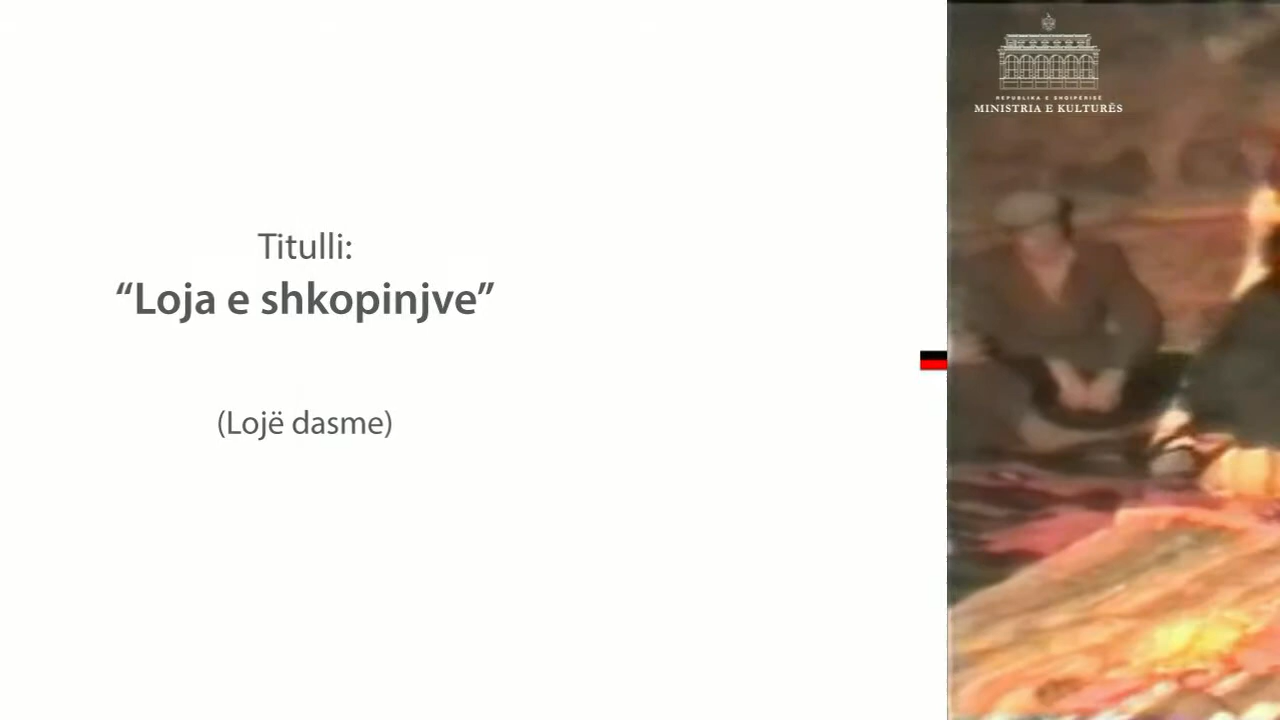 Titulli:
“Loja e shkopinjve”
(Lojë dasme)
REPUBLIKA E SHQIPËRISË
MINISTRIA E KULTURËS